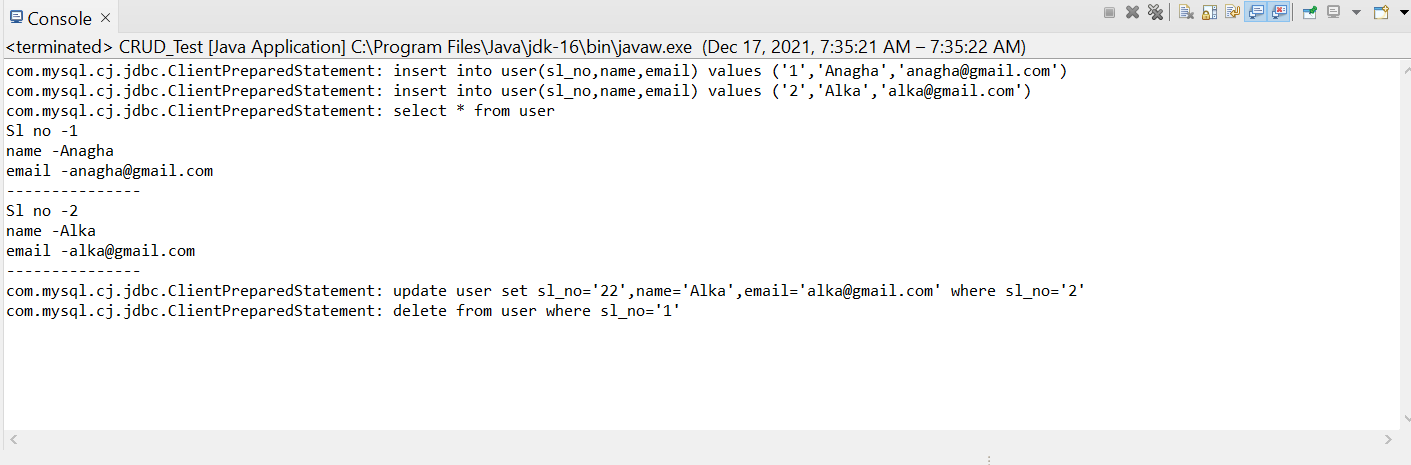 Console
<terminated> CRUD_Test [Java Application] C:\Program Files\Java\jdk-16\bin\javaw.exe (Dec 17, 2021, 7:35:21 AM – 7:35:22 AM)
com.mysql.cj.jdbc.ClientPreparedStatement: insert into user(sl_no,name,email) values ('1','Anagha','anagha@gmail.com')
com.mysql.cj.jdbc.ClientPreparedStatement: insert into user(sl_no,name,email) values ('2','Alka','alka@gmail.com')
com.mysql.cj.jdbc.ClientPreparedStatement: select * from user
Sl no -1
name -Anagha
email -anagha@gmail.com
---------------
Sl no -2
name -Alka
email -alka@gmail.com
---------------
com.mysql.cj.jdbc.ClientPreparedStatement: update user set sl_no='22',name='Alka',email='alka@gmail.com' where sl_no='2'
com.mysql.cj.jdbc.ClientPreparedStatement: delete from user where sl_no='1'